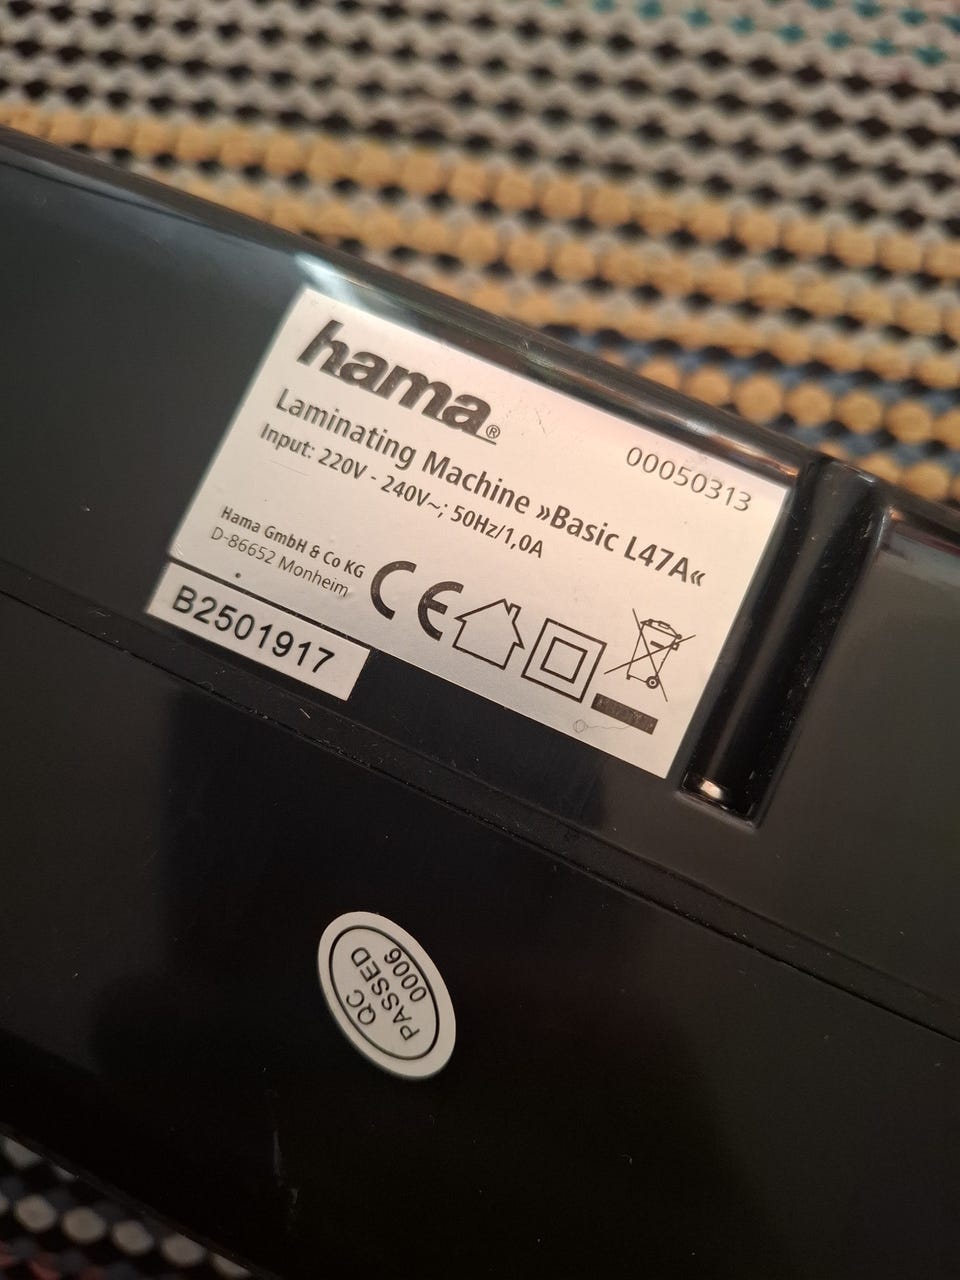 hama®
00050313
Laminating Machine »Basic L47A«
Input: 220V - 240V~; 50Hz/1,0A
Hama GmbH & Co KG
D-86652 Monheim
CE
B2501917
QC
PASSED
0006